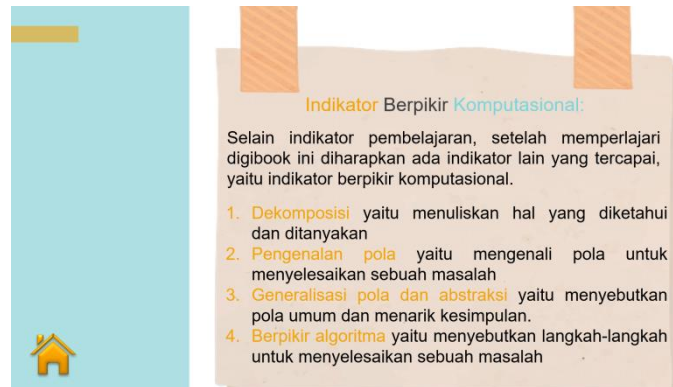 Indikator Berpikir Komputasional:
Selain indikator pembelajaran, setelah memperlajari
digibook ini diharapkan ada indikator lain yang tercapai,
yaitu indikator berpikir komputasional.
1. Dekomposisi yaitu menuliskan hal yang diketahui
dan ditanyakan
2. Pengenalan pola yaitu mengenali pola untuk
menyelesaikan sebuah masalah
3. Generalisasi pola dan abstraksi yaitu menyebutkan
pola umum dan menarik kesimpulan.
4. Berpikir algoritma yaitu menyebutkan langkah-langkah
untuk menyelesaikan sebuah masalah